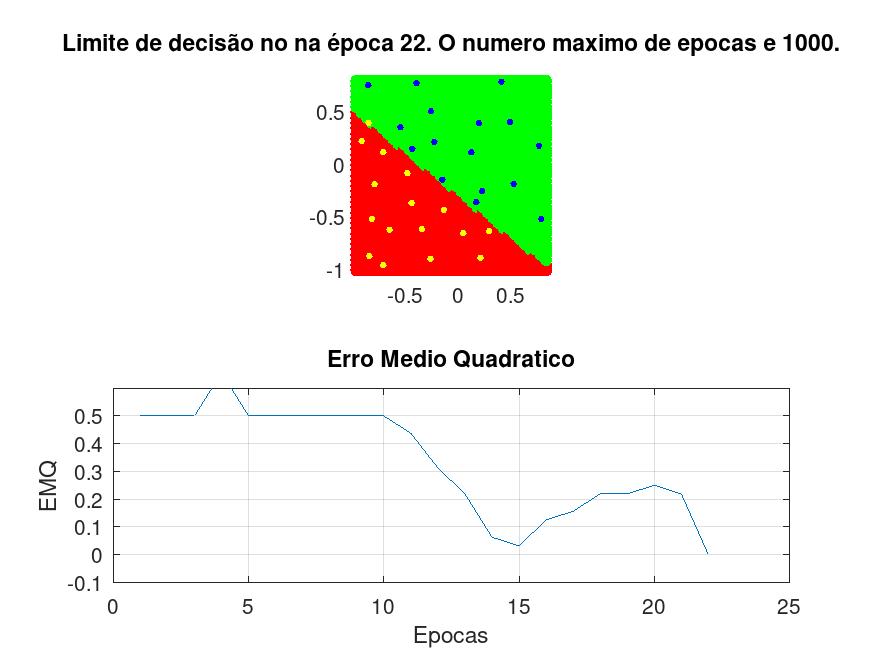 Limite de decisão no na época 22. O numero maximo de epocas e 1000.
0.5
0
-0.5
-1
-0.5 0 0.5
Erro Medio Quadratico
0.5
0.4
0.3
0.2
0.1
0
-0.1
EMQ
0 5 10 15 20 25
Epocas